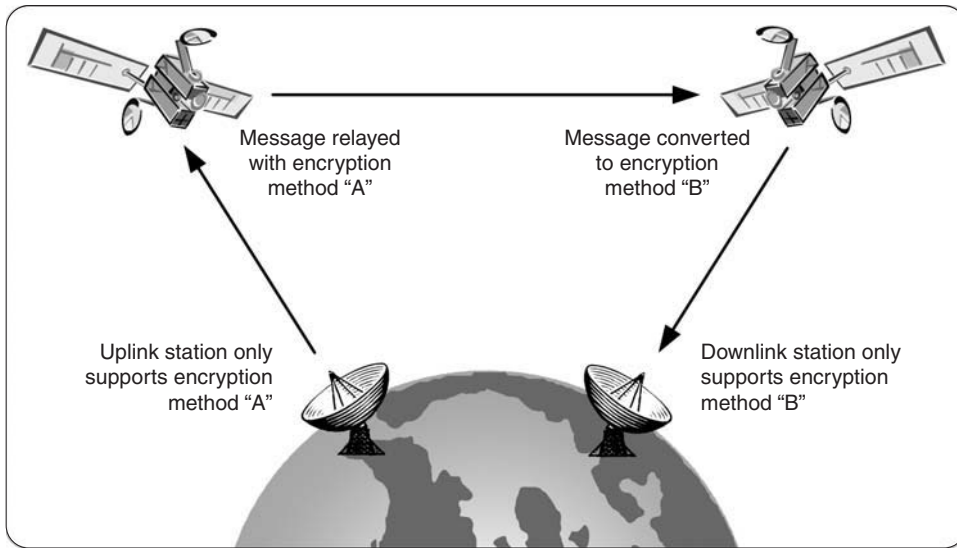 Message relayed
with encryption
method “A”
Message converted
to encryption
method “B”
Uplink station only
supports encryption
method “A”
Downlink station only
supports encryption
method “B”